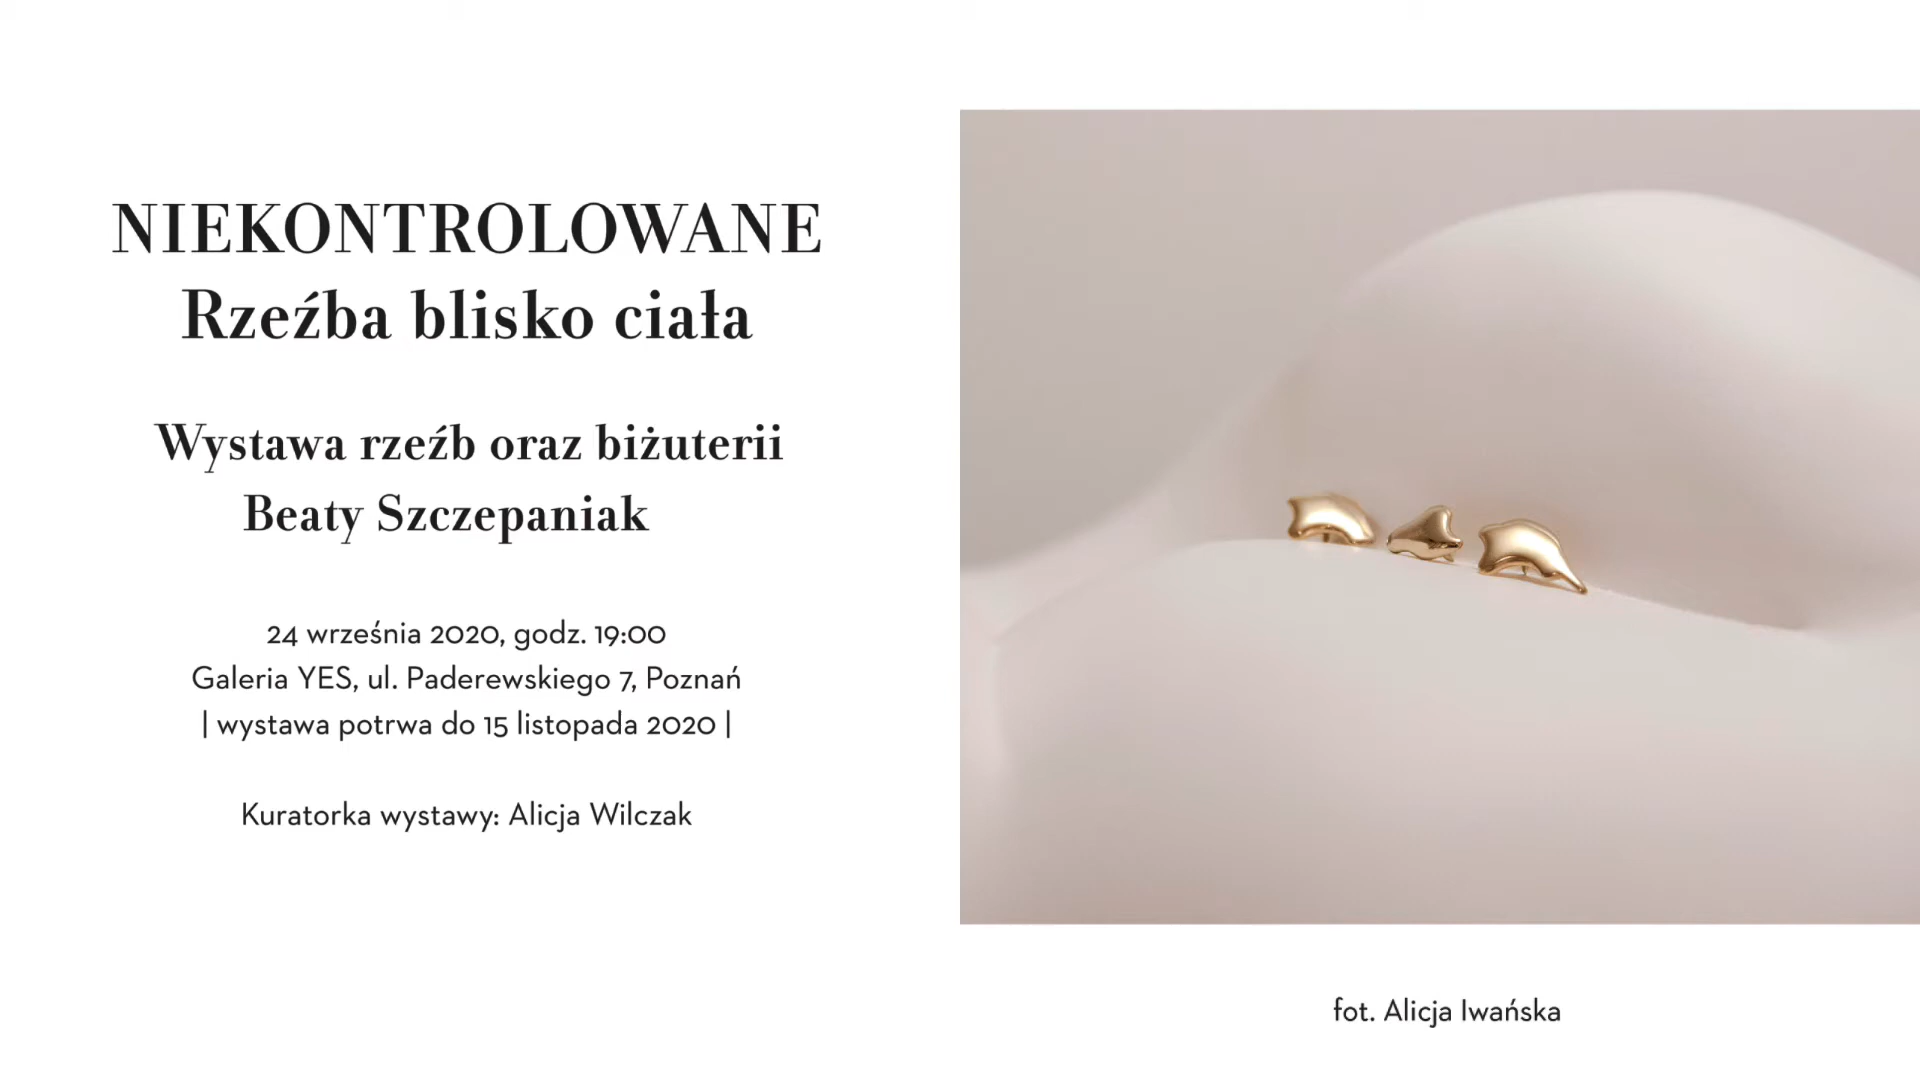 NIEKONTROLOWANE
Rzeźba blisko ciała
Wystawa rzeźb oraz biżuterii
Beaty Szczepaniak
24 września 2020, godz. 19:00
Galeria YES, ul. Paderewskiego 7, Poznań
| wystawa potrwa do 15 listopada 2020 |
Kuratorka wystawy: Alicja Wilczak
fot. Alicja Iwańska